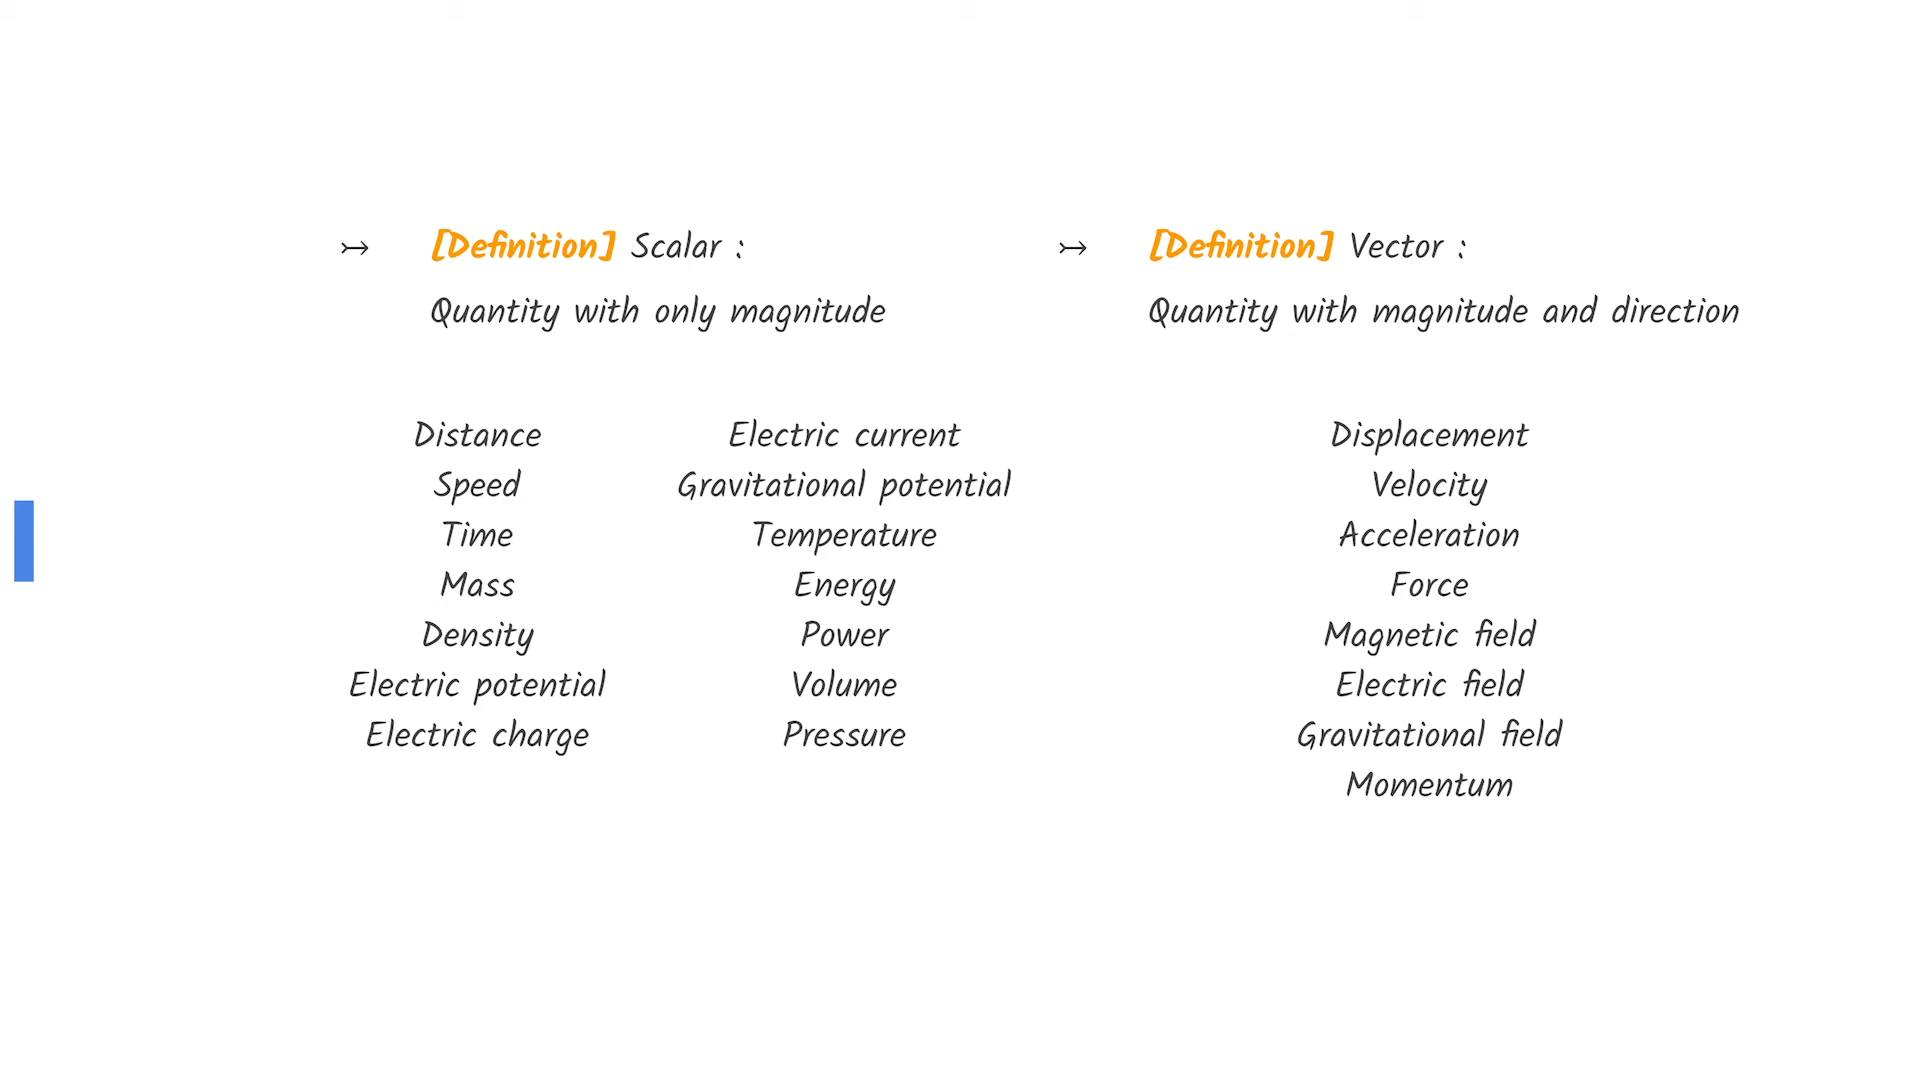 ↣ [Definition] Scalar :
Quantity with only magnitude
Distance
Speed
Time
Mass
Density
Electric potential
Electric charge
Electric current
Gravitational potential
Temperature
Energy
Power
Volume
Pressure
↣ [Definition] Vector :
Quantity with magnitude and direction
Displacement
Velocity
Acceleration
Force
Magnetic field
Electric field
Gravitational field
Momentum